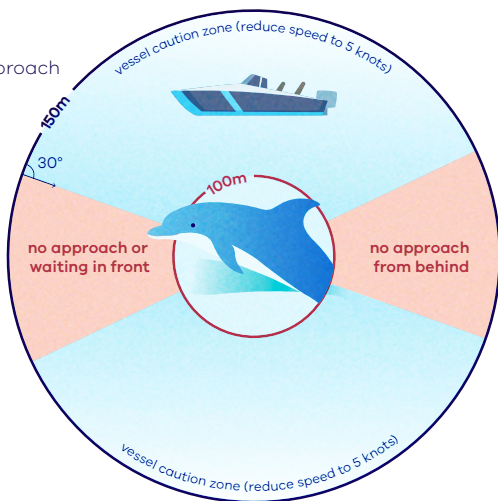 vessel caution zone (reduce speed to 5 knots)
proach
150m
30°
100m
no approach or
waiting in front
no approach
from behind
vessel caution zone (reduce speed to 5 knots)